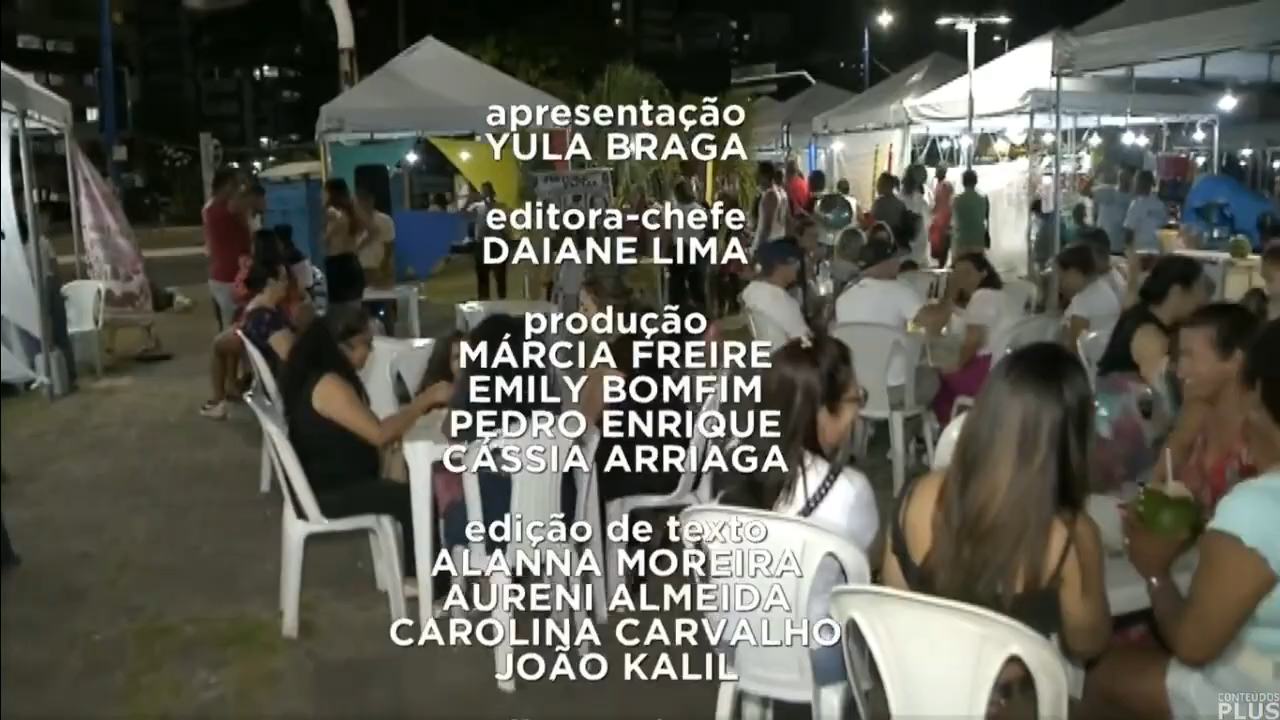 apresentação
YULA BRAGA
editora-chefe
DAIANE LIMA
produção
MÁRCIA FREIRE
EMILY BOMFIM
PEDRO ENRIQUE
CÁSSIA ARRIAGA
edição de texto
ALANNA MOREIRA
AURENI ALMEIDA
CAROLINA CARVALHO
JOÃO KALIL
CONTEÚDOS
PLUS